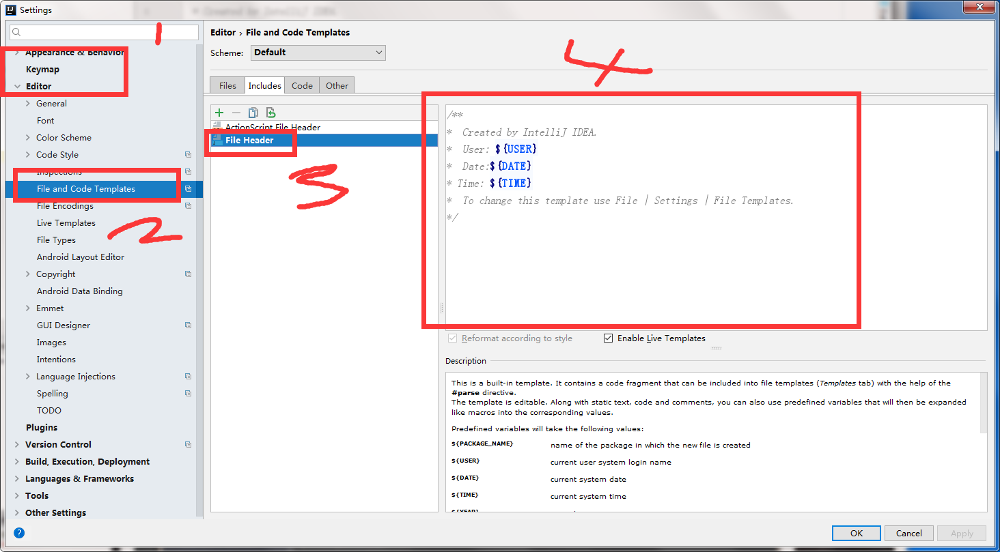 Settings
1
Appearance & Behavior
Keymap
Editor
General
Font
Color Scheme
Code Style
Inspections
File and Code Templates
File Encodings
Live Templates
2
File Types
Android Layout Editor
Copyright
Android Data Binding
Emmet
GUI Designer
Images
Intentions
Language Injections
Spelling
TODO
Plugins
Version Control
Build, Execution, Deployment
Languages & Frameworks
Tools
Other Settings
?
Editor › File and Code Templates
Scheme: Default
4
Files Includes Code Other
ActionScript File Header
File Header
3
/**
* Created by IntelliJ IDEA.
* User: ${USER}
* Date:${DATE}
* Time: ${TIME}
* To change this template use File | Settings | File Templates.
*/
Reformat according to style Enable Live Templates
Description
This is a built-in template. It contains a code fragment that can be included into file templates (Templates tab) with the help of the
#parse directive.
The template is editable. Along with static text, code and comments, you can also use predefined variables that will then be expanded
like macros into the corresponding values.
Predefined variables will take the following values:
${PACKAGE_NAME} name of the package in which the new file is created
${USER} current user system login name
${DATE} current system date
${TIME} current system time
${YEAR}
OK Cancel Apply